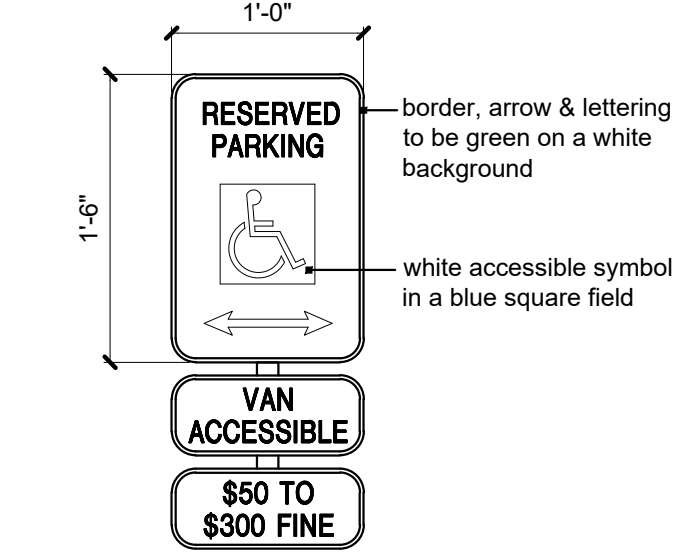 1'-0"
RESERVED
PARKING
border, arrow & lettering
to be green on a white
background
1'-6"
white accessible symbol
in a blue square field
VAN
ACCESSIBLE
$50 TO
$300 FINE